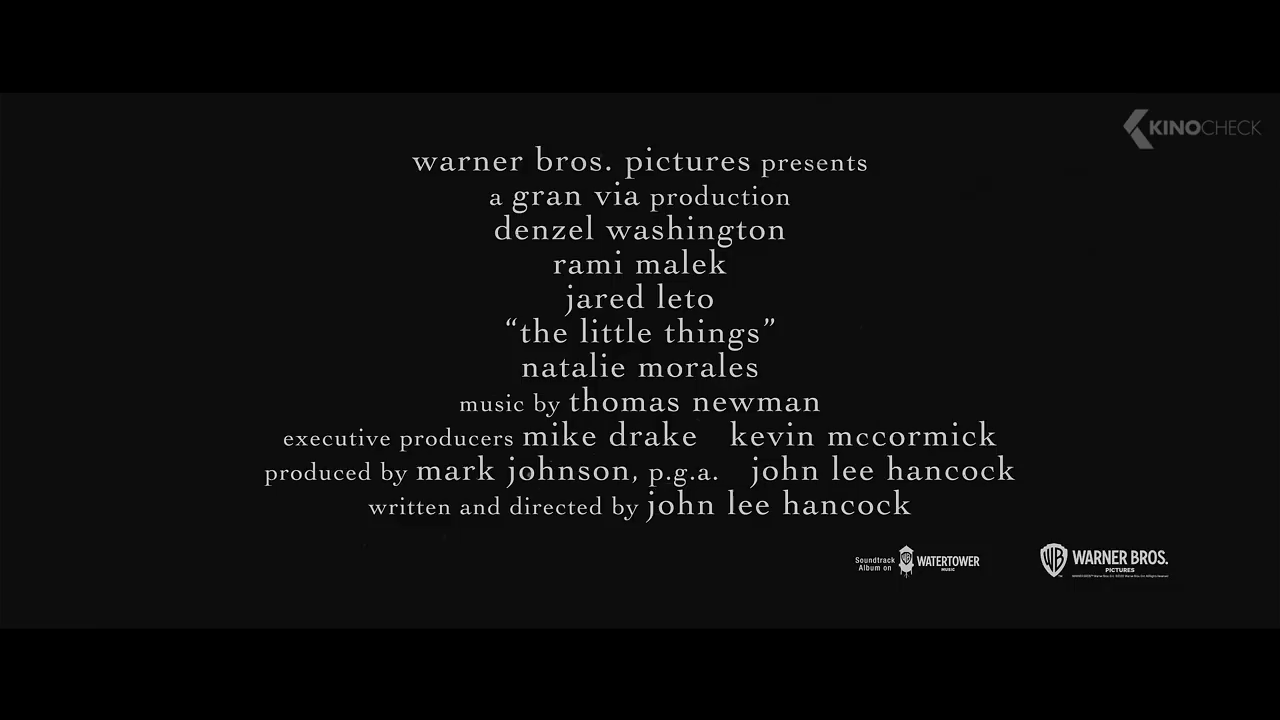 KINOCHECK
warner bros. pictures presents
a gran via production
denzel washington
rami malek
jared leto
“the little things”
natalie morales
music by thomas newman
executive producers mike drake kevin mccormick
produced by mark johnson, p.g.a. john lee hancock
written and directed by john lee hancock
Soundtrack
Album on
WB WATERTOWER
MUSIC
WB WARNER BROS.
PICTURES